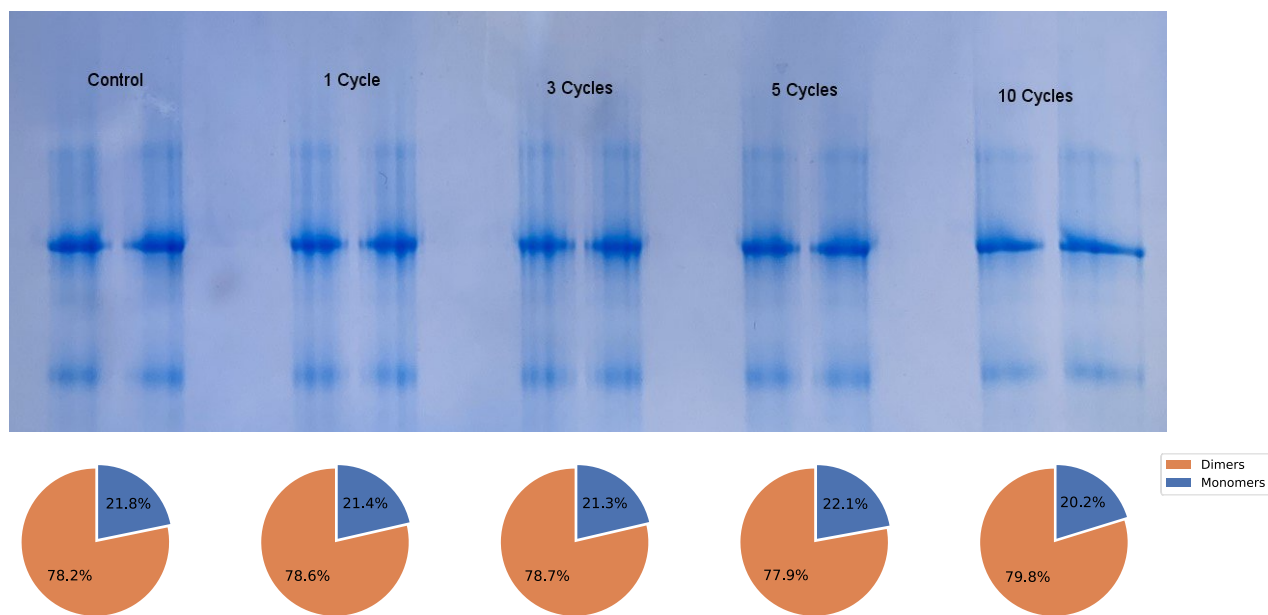 Control
1 Cycle
3 Cycles
5 Cycles
10 Cycles
Dimers
Monomers
21.8%
78.2%
21.4%
78.6%
21.3%
78.7%
22.1%
77.9%
20.2%
79.8%